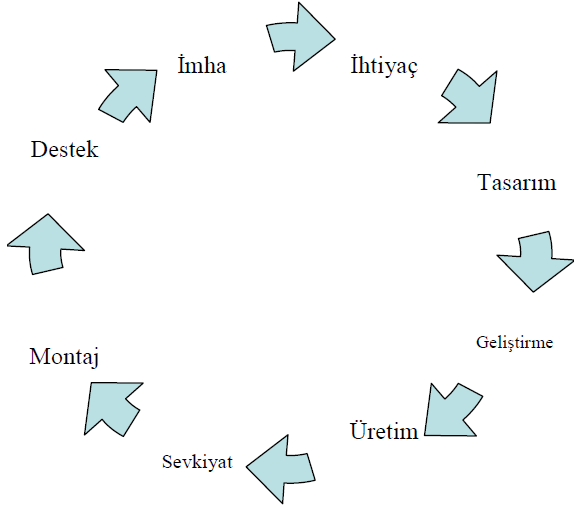 İmha
İhtiyaç
Destek
Tasarım
Geliştirme
Montaj
Üretim
Sevkiyat